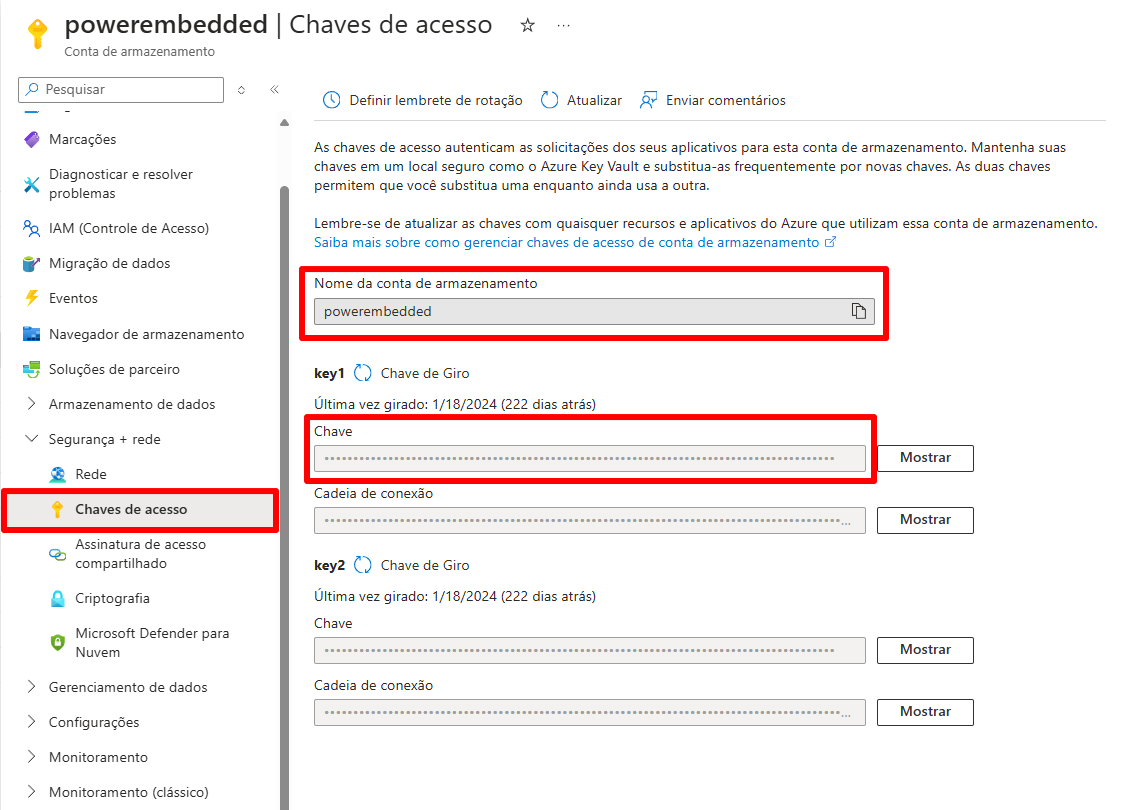 powerembedded | Chaves de acesso
Conta de armazenamento
Pesquisar
Marcações
Diagnosticar e resolver
problemas
IAM (Controle de Acesso)
Migração de dados
Eventos
Navegador de armazenamento
Soluções de parceiro
Armazenamento de dados
Segurança + rede
Rede
Chaves de acesso
Assinatura de acesso
compartilhado
Criptografia
Microsoft Defender para
Nuvem
Gerenciamento de dados
Configurações
Monitoramento
Monitoramento (clássico)
Definir lembrete de rotação
Atualizar
Enviar comentários
As chaves de acesso autenticam as solicitações dos seus aplicativos para esta conta de armazenamento. Mantenha suas
chaves em um local seguro como o Azure Key Vault e substitua-as frequentemente por novas chaves. As duas chaves
permitem que você substitua uma enquanto ainda usa a outra.
Lembre-se de atualizar as chaves com quaisquer recursos e aplicativos do Azure que utilizam essa conta de armazenamento.
Saiba mais sobre como gerenciar chaves de acesso de conta de armazenamento
Nome da conta de armazenamento
powerembedded
key1 Chave de Giro
Última vez girado: 1/18/2024 (222 dias atrás)
Chave
Mostrar
Cadeia de conexão
Mostrar
key2 Chave de Giro
Última vez girado: 1/18/2024 (222 dias atrás)
Chave
Mostrar
Cadeia de conexão
Mostrar